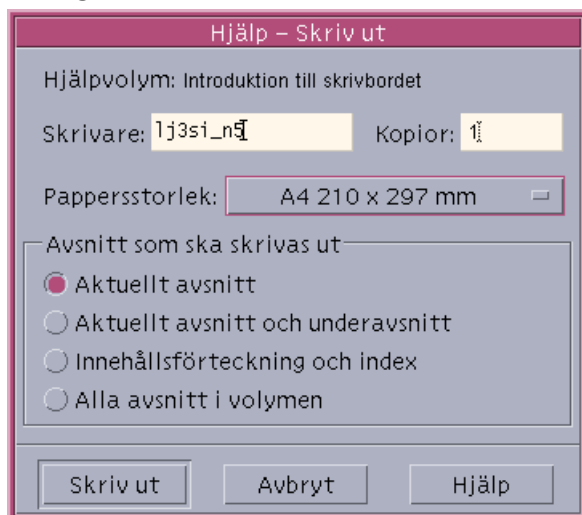 Hjälp – Skriv ut
Hjälpvolym: Introduktion till skrivbordet
Skrivare: lj3si_n5 Kopior: 1
Pappersstorlek: A4 210 x 297 mm
Avsnitt som ska skrivas ut
Aktuellt avsnitt
Aktuellt avsnitt och underavsnitt
Innehållsförteckning och index
Alla avsnitt i volymen
Skriv ut Avbryt Hjälp